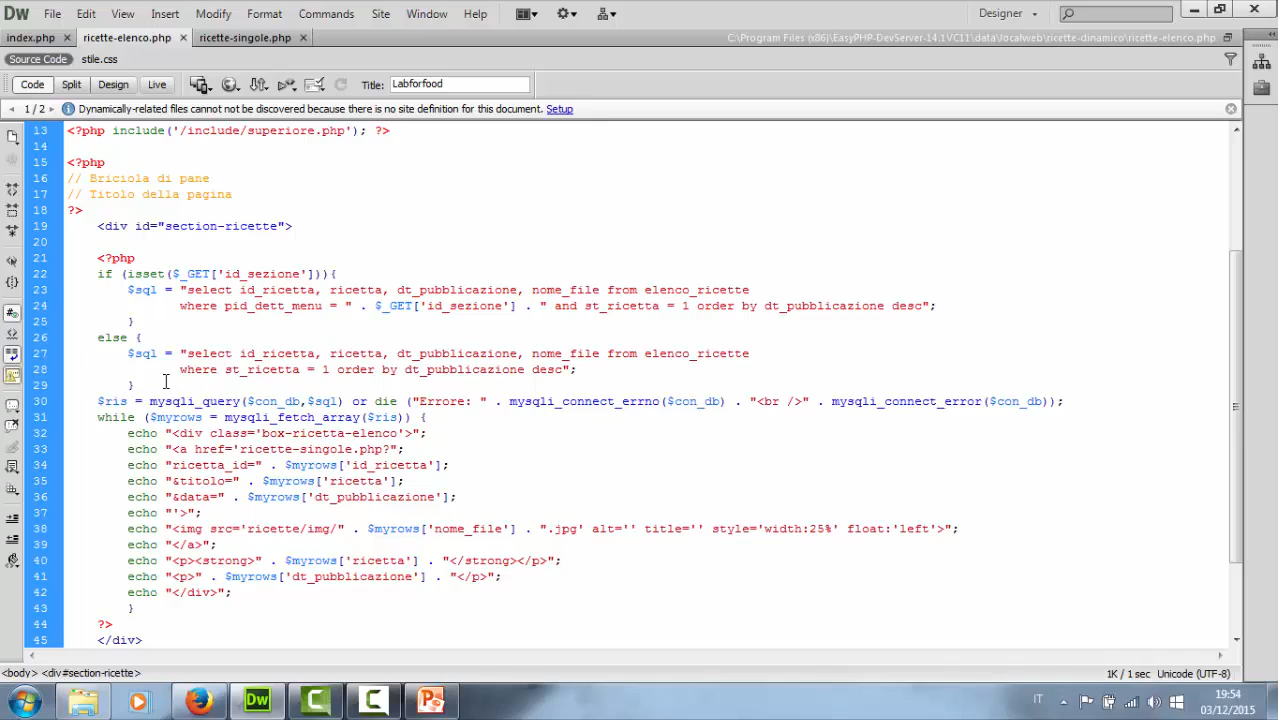 Dw File Edit View Insert Modify Format Commands Site Window Help Designer
index.php × ricette-elenco.php × ricette-singole.php × C:\Program Files (x86)\EasyPHP-DevServer-14.1VC11\data\localweb\ricette-dinamico\ricette-elenco.php
Source Code stile.css
Code Split Design Live Title: Labforfood
1 / 2 Dynamically-related files cannot not be discovered because there is no site definition for this document. Setup
13 <?php include('/include/superiore.php'); ?>
14
15 <?php
16 // Briciola di pane
17 // Titolo della pagina
18 ?>
19 <div id="section-ricette">
20
21 <?php
22 if (isset($_GET['id_sezione'])){
23 $sql = "select id_ricetta, ricetta, dt_pubblicazione, nome_file from elenco_ricette
24 where pid_dett_menu = " . $_GET['id_sezione'] . " and st_ricetta = 1 order by dt_pubblicazione desc";
25 }
26 else {
27 $sql = "select id_ricetta, ricetta, dt_pubblicazione, nome_file from elenco_ricette
28 where st_ricetta = 1 order by dt_pubblicazione desc";
29 }
30 $ris = mysqli_query($con_db,$sql) or die ("Errore: " . mysqli_connect_errno($con_db) . "<br />" . mysqli_connect_error($con_db));
31 while ($myrows = mysqli_fetch_array($ris)) {
32 echo "<div class='box-ricetta-elenco'>";
33 echo "<a href='ricette-singole.php?";
34 echo "ricetta_id=" . $myrows['id_ricetta'];
35 echo "&titolo=" . $myrows['ricetta'];
36 echo "&data=" . $myrows['dt_pubblicazione'];
37 echo "'>";
38 echo "<img src='ricette/img/" . $myrows['nome_file'] . ".jpg' alt='' title='' style='width:25%' float:'left'>";
39 echo "</a>";
40 echo "<p><strong>" . $myrows['ricetta'] . "</strong></p>";
41 echo "<p>" . $myrows['dt_pubblicazione'] . "</p>";
42 echo "</div>";
43 }
44 ?>
45 </div>
<body> <div#section-ricette> 1K / 1 sec Unicode (UTF-8)
Dw IT 19:54
03/12/2015